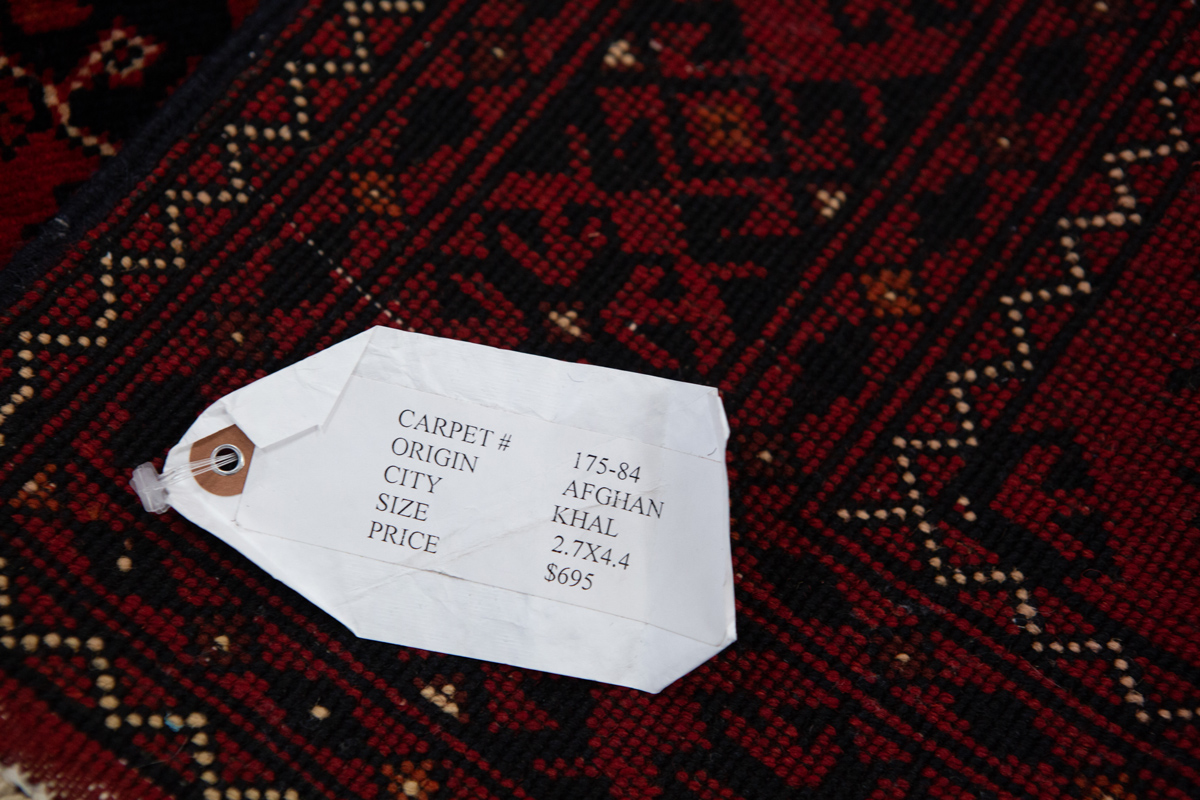 CARPET # 175-84
ORIGIN AFGHAN
CITY KHAL
SIZE 2.7X4.4
PRICE $695